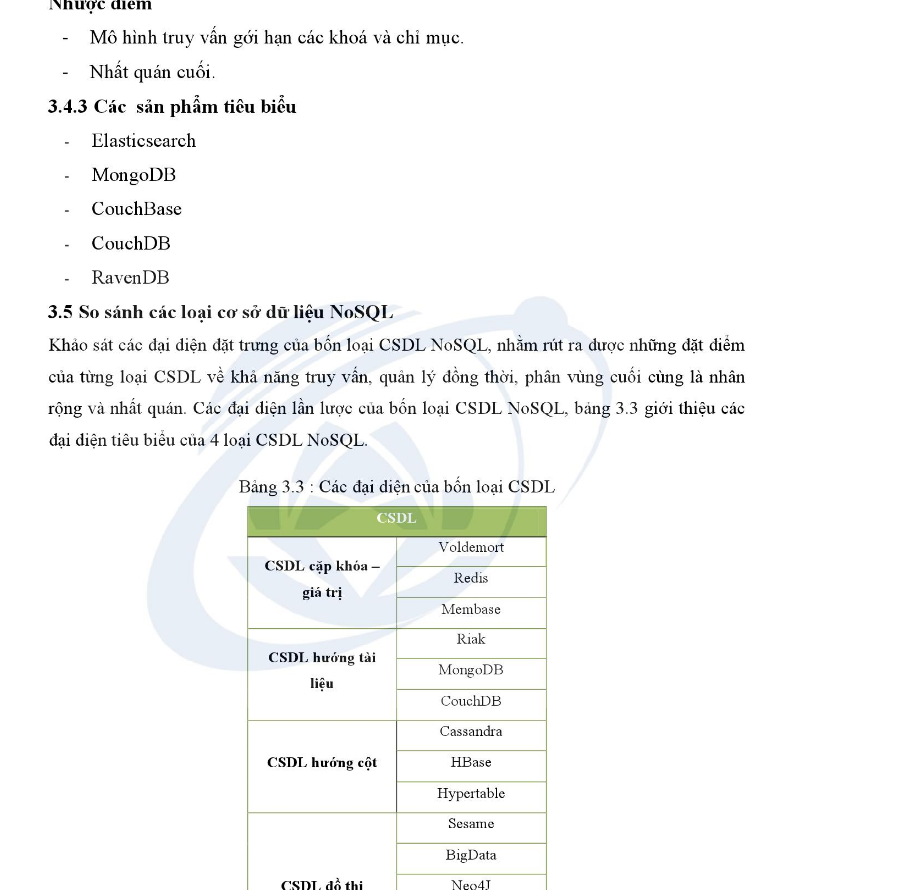 Nhược điểm
- Mô hình truy vấn gới hạn các khoá và chỉ mục.
- Nhất quán cuối.
3.4.3 Các sản phẩm tiêu biểu
- Elasticsearch
- MongoDB
- CouchBase
- CouchDB
- RavenDB
3.5 So sánh các loại cơ sở dữ liệu NoSQL
Khảo sát các đại diện đặt trưng của bốn loại CSDL NoSQL, nhằm rút ra được những đặt điểm
của từng loại CSDL về khả năng truy vấn, quản lý đồng thời, phân vùng cuối cùng là nhân
rộng và nhất quán. Các đại diện lần lược của bốn loại CSDL NoSQL, bảng 3.3 giới thiệu các
đại diện tiêu biểu của 4 loại CSDL NoSQL.
Bảng 3.3 : Các đại diện của bốn loại CSDL
CSDL
CSDL cặp khóa –
giá trị
Voldemort
Redis
Membase
CSDL hướng tài
liệu
Riak
MongoDB
CouchDB
CSDL hướng cột
Cassandra
HBase
Hypertable
CSDL đồ thị
Sesame
BigData
Neo4J